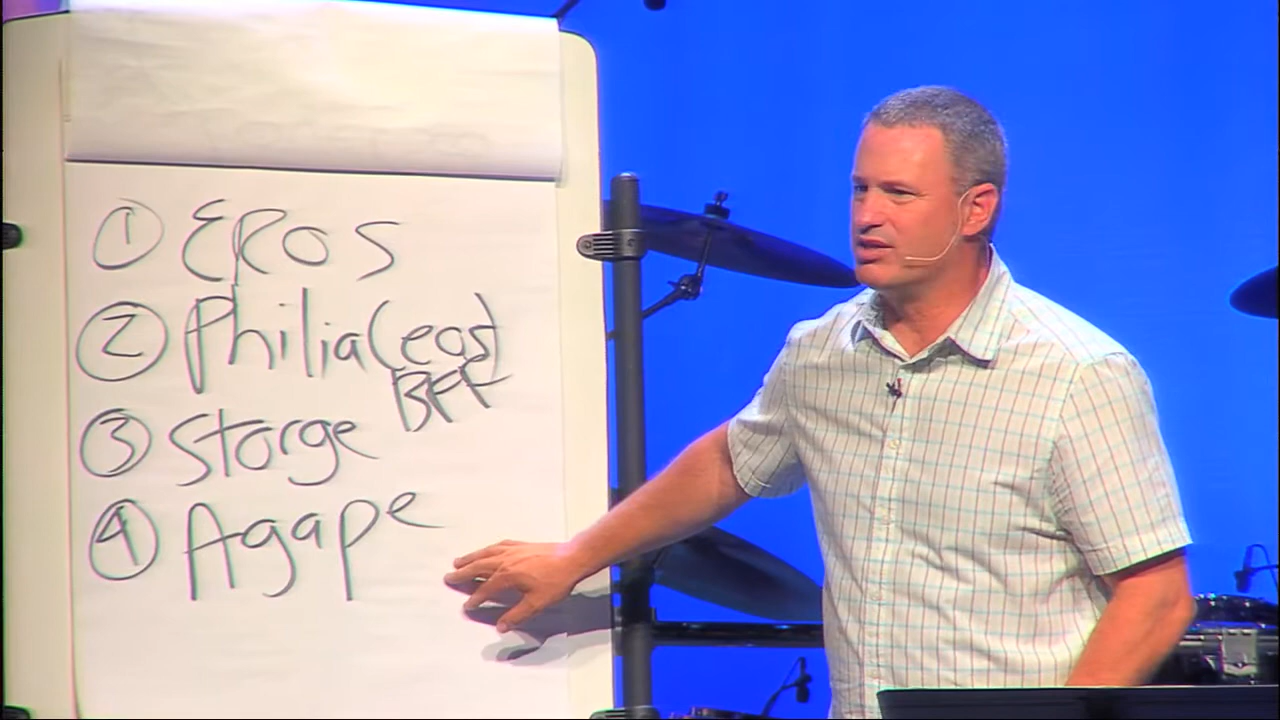 ① EROS
② Philia (eos)
BFF
③ Storge
④ Agape